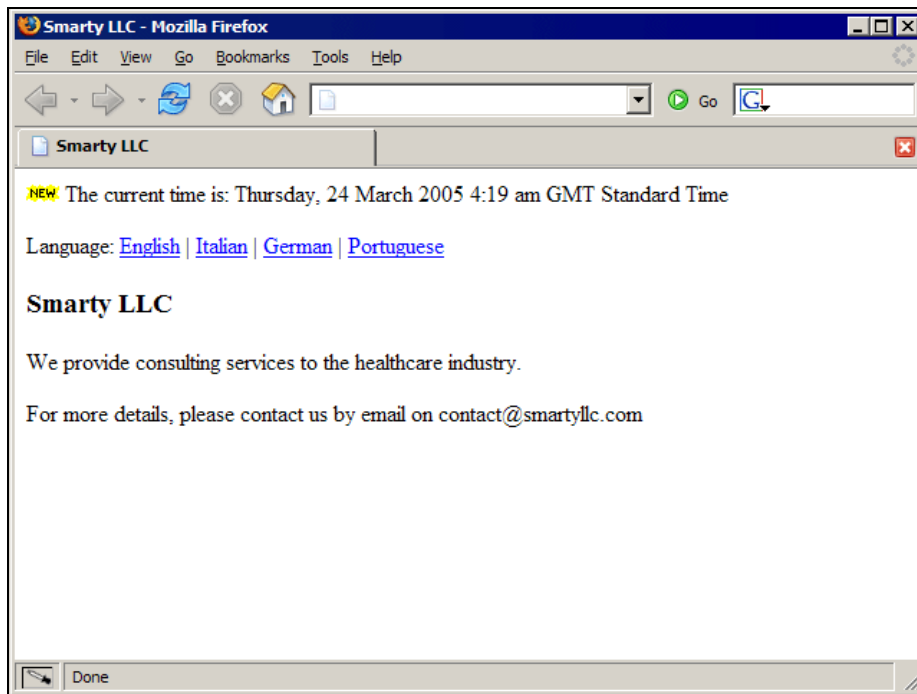 Smarty LLC - Mozilla Firefox
File Edit View Go Bookmarks Tools Help
Go G
Smarty LLC
NEW The current time is: Thursday, 24 March 2005 4:19 am GMT Standard Time
Language: English | Italian | German | Portuguese
Smarty LLC
We provide consulting services to the healthcare industry.
For more details, please contact us by email on contact@smartyllc.com
Done